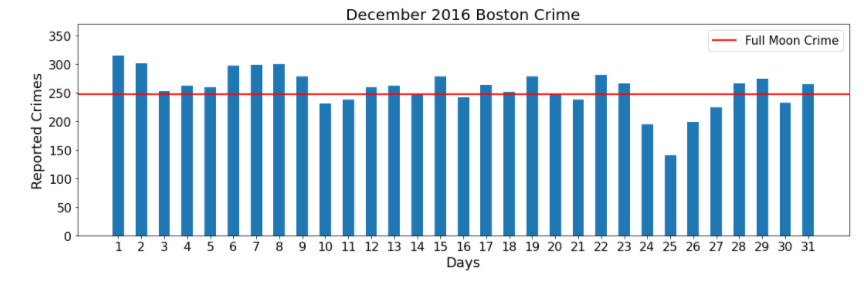 December 2016 Boston Crime
Full Moon Crime
Reported Crimes
350
300
250
200
150
100
50
0
1 2 3 4 5 6 7 8 9 10 11 12 13 14 15 16 17 18 19 20 21 22 23 24 25 26 27 28 29 30 31
Days